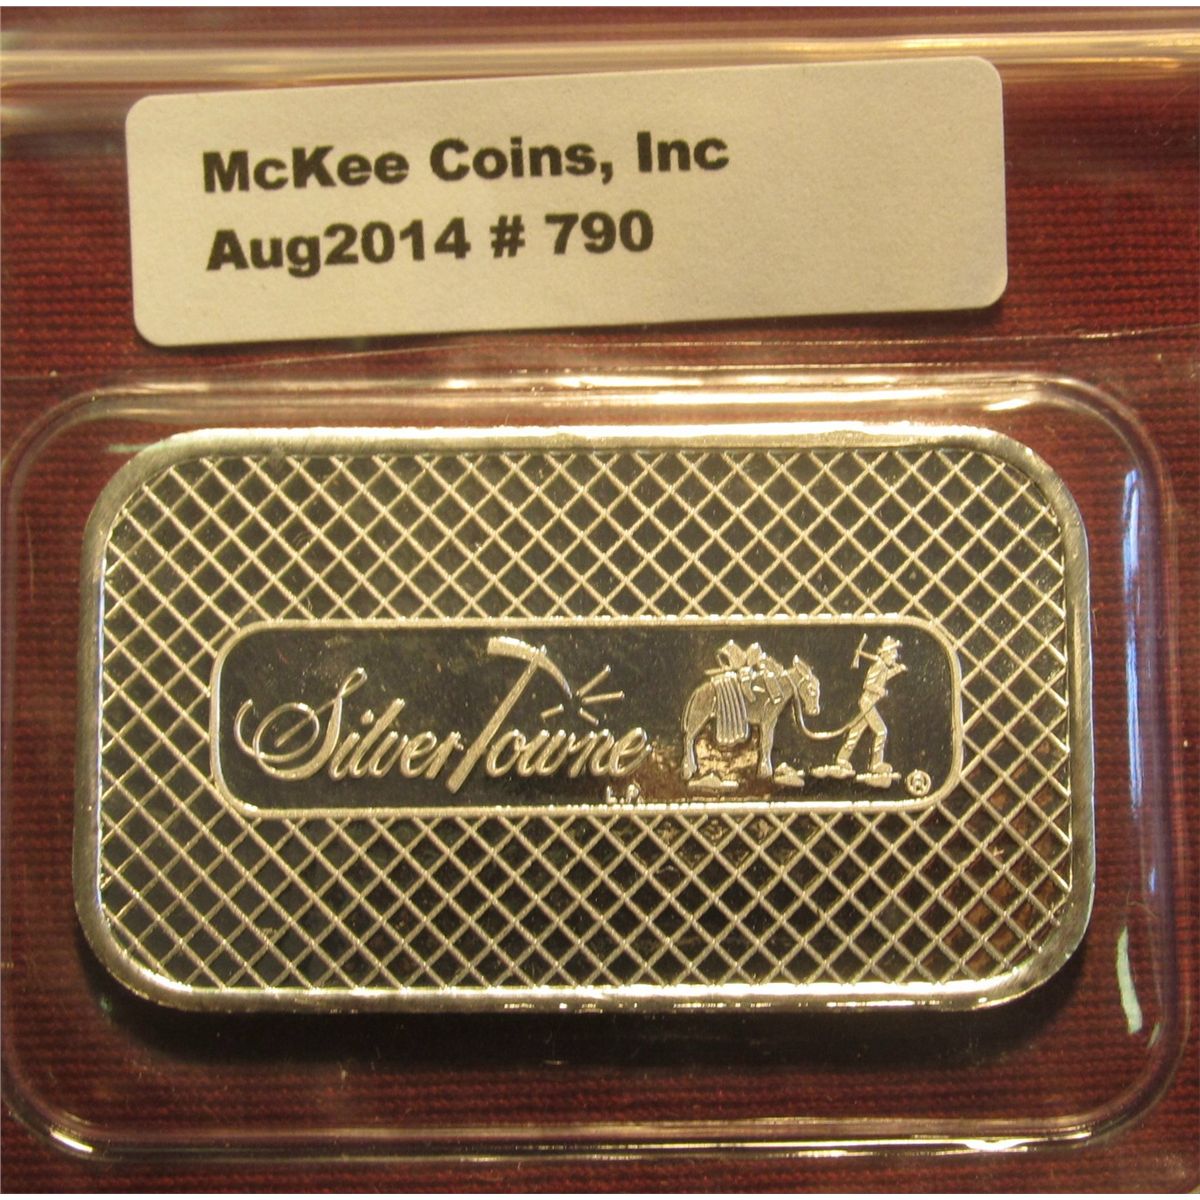 McKee Coins, Inc
Aug2014 # 790
SilverTowne
L.P.
®